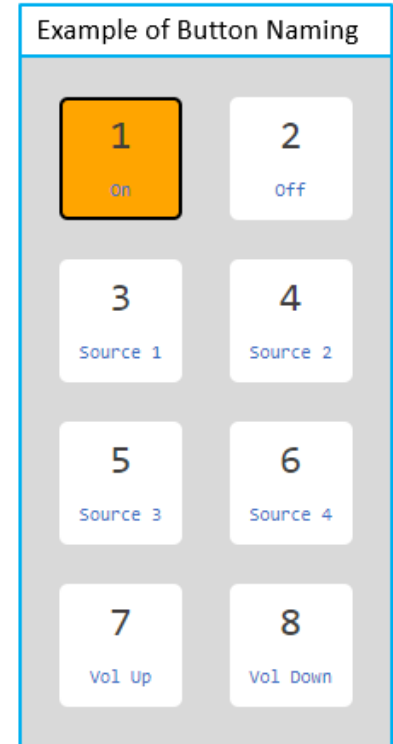 Example of Button Naming
1 2
On Off
3 4
Source 1 Source 2
5 6
Source 3 Source 4
7 8
Vol Up Vol Down